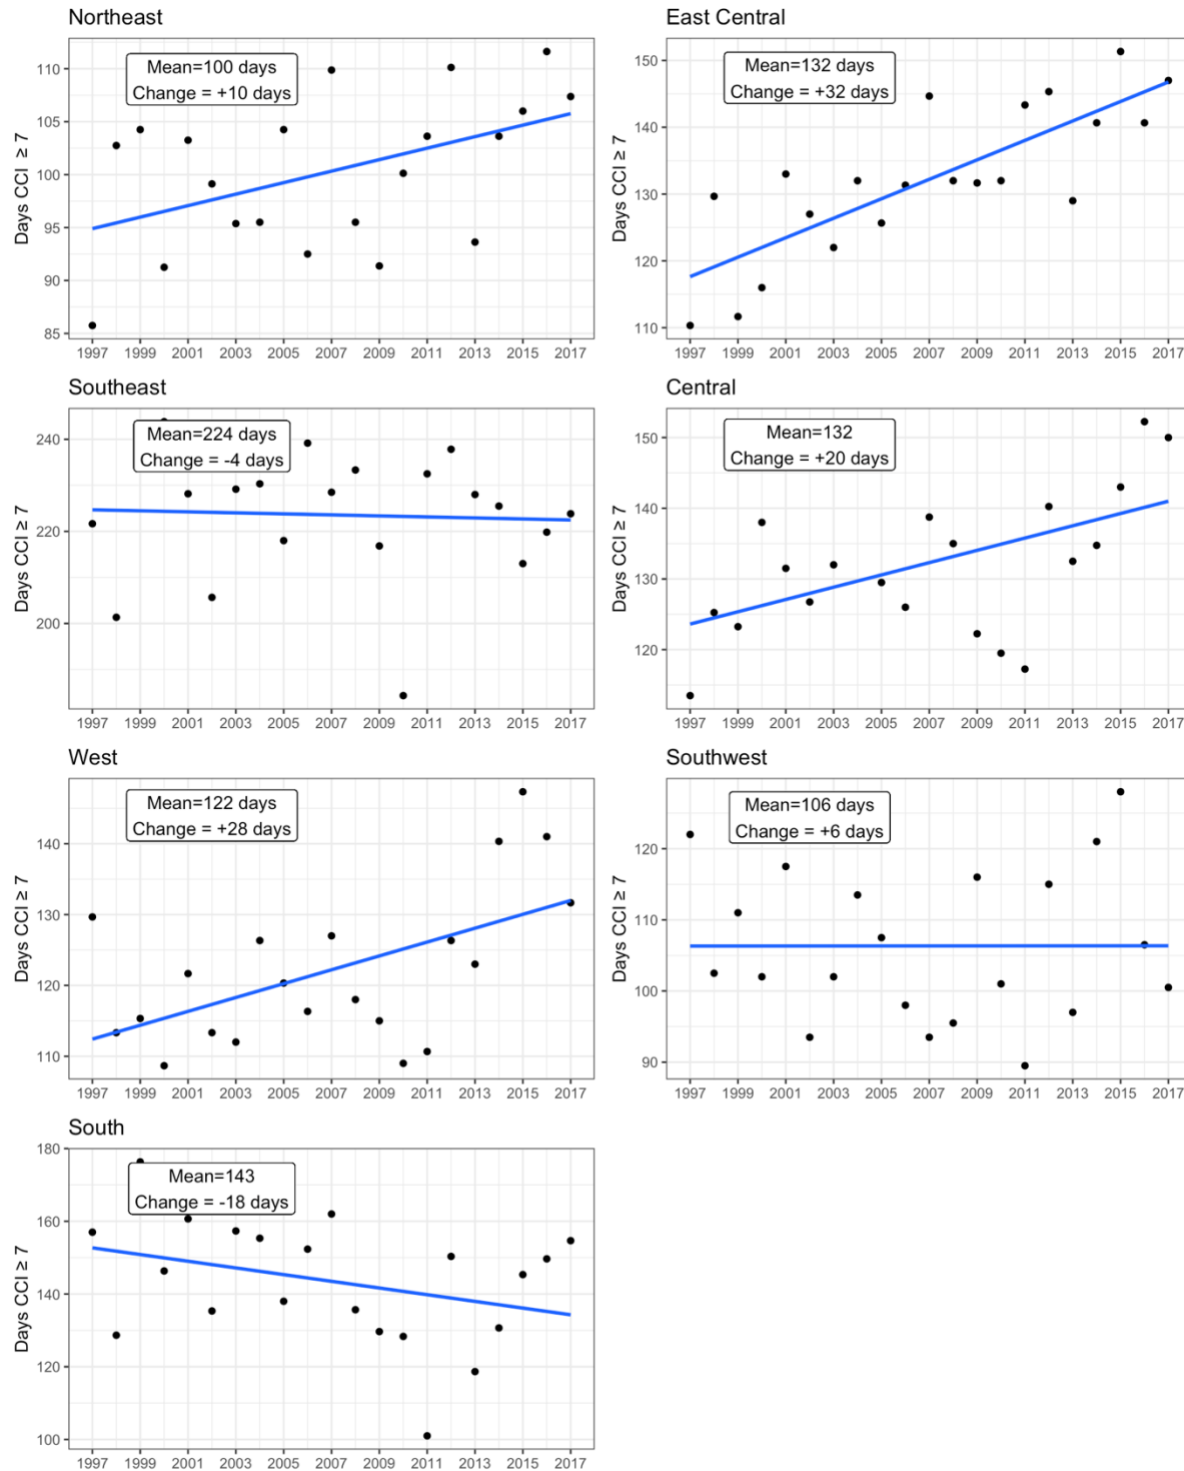 Northeast
Mean=100 days
Change = +10 days
Days CCI ≥ 7
110
105
100
95
90
85
1997 1999 2001 2003 2005 2007 2009 2011 2013 2015 2017
East Central
Mean=132 days
Change = +32 days
Days CCI ≥ 7
150
140
130
120
110
1997 1999 2001 2003 2005 2007 2009 2011 2013 2015 2017
Southeast
Mean=224 days
Change = -4 days
Days CCI ≥ 7
240
220
200
1997 1999 2001 2003 2005 2007 2009 2011 2013 2015 2017
Central
Mean=132
Change = +20 days
Days CCI ≥ 7
150
140
130
120
1997 1999 2001 2003 2005 2007 2009 2011 2013 2015 2017
West
Mean=122 days
Change = +28 days
Days CCI ≥ 7
140
130
120
110
1997 1999 2001 2003 2005 2007 2009 2011 2013 2015 2017
Southwest
Mean=106 days
Change = +6 days
Days CCI ≥ 7
120
110
100
90
1997 1999 2001 2003 2005 2007 2009 2011 2013 2015 2017
South
Mean=143
Change = -18 days
Days CCI ≥ 7
180
160
140
120
100
1997 1999 2001 2003 2005 2007 2009 2011 2013 2015 2017